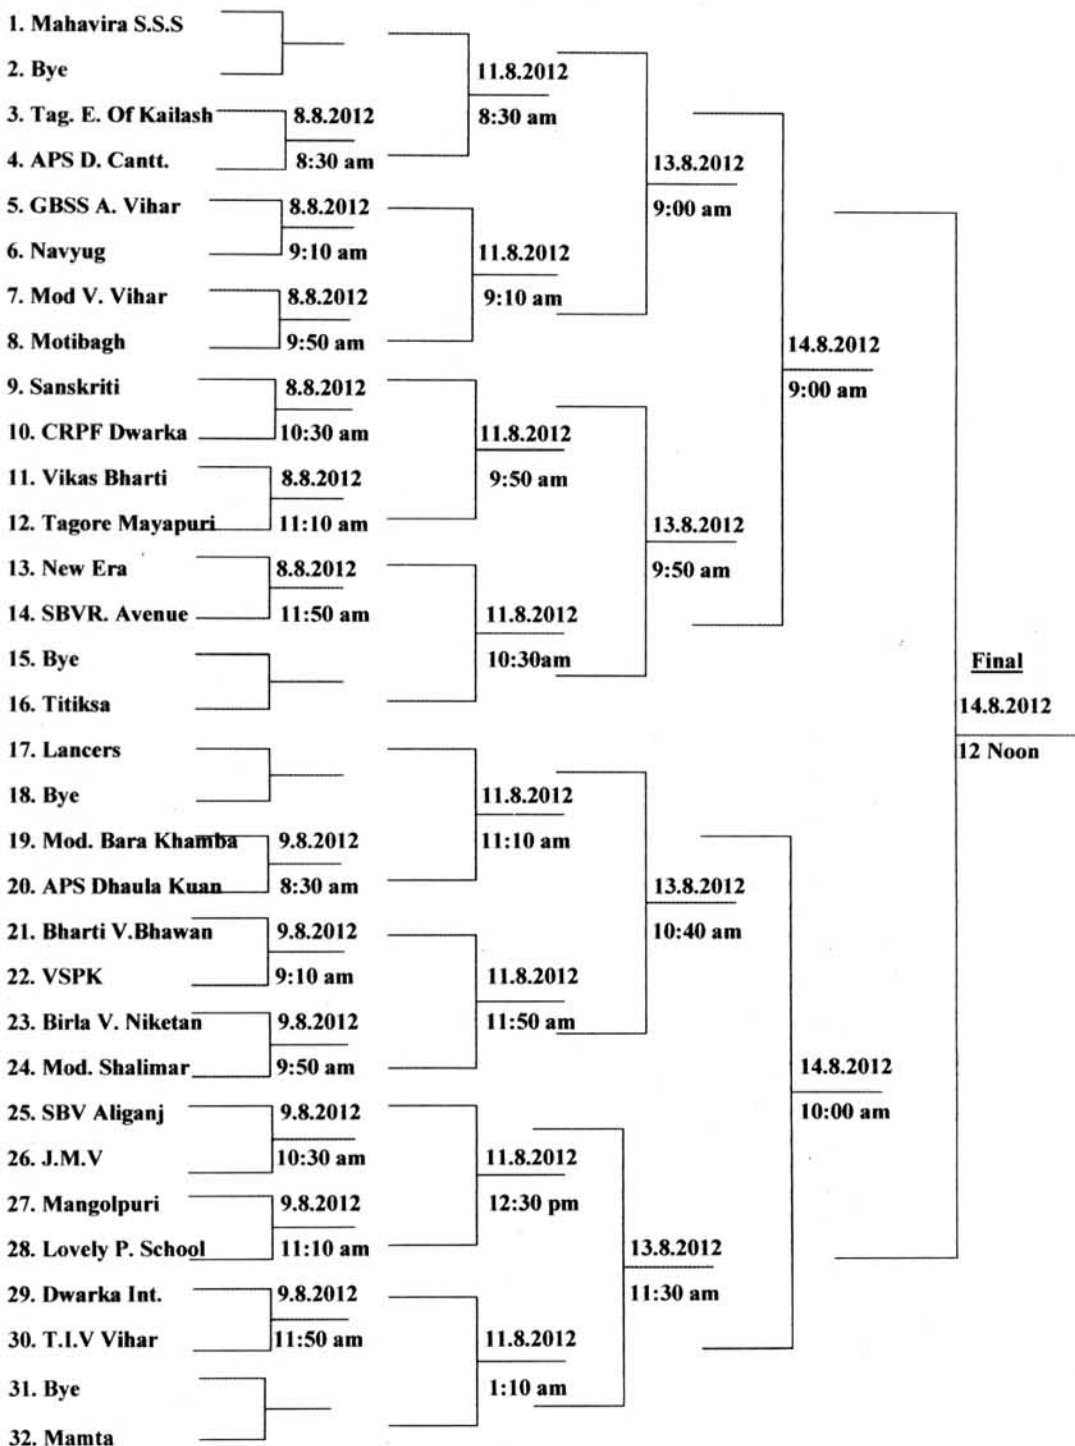 1. Mahavira S.S.S
2. Bye
11.8.2012
3. Tag. E. Of Kailash 8.8.2012 8:30 am
4. APS D. Cantt. 8:30 am 13.8.2012
5. GBSS A. Vihar 8.8.2012 9:00 am
6. Navyug 9:10 am 11.8.2012
7. Mod V. Vihar 8.8.2012 9:10 am
8. Motibagh 9:50 am 14.8.2012
9. Sanskriti 8.8.2012 9:00 am
10. CRPF Dwarka 10:30 am 11.8.2012
11. Vikas Bharti 8.8.2012 9:50 am
12. Tagore Mayapuri 11:10 am 13.8.2012
13. New Era 8.8.2012 9:50 am
14. SBVR. Avenue 11:50 am 11.8.2012
15. Bye 10:30am Final
16. Titiksa 14.8.2012
17. Lancers 12 Noon
18. Bye 11.8.2012
19. Mod. Bara Khamba 9.8.2012 11:10 am
20. APS Dhaula Kuan 8:30 am 13.8.2012
21. Bharti V.Bhawan 9.8.2012 10:40 am
22. VSPK 9:10 am 11.8.2012
23. Birla V. Niketan 9.8.2012 11:50 am
24. Mod. Shalimar 9:50 am 14.8.2012
25. SBV Aliganj 9.8.2012 10:00 am
26. J.M.V 10:30 am 11.8.2012
27. Mangolpuri 9.8.2012 12:30 pm
28. Lovely P. School 11:10 am 13.8.2012
29. Dwarka Int. 9.8.2012 11:30 am
30. T.I.V Vihar 11:50 am 11.8.2012
31. Bye 1:10 am
32. Mamta